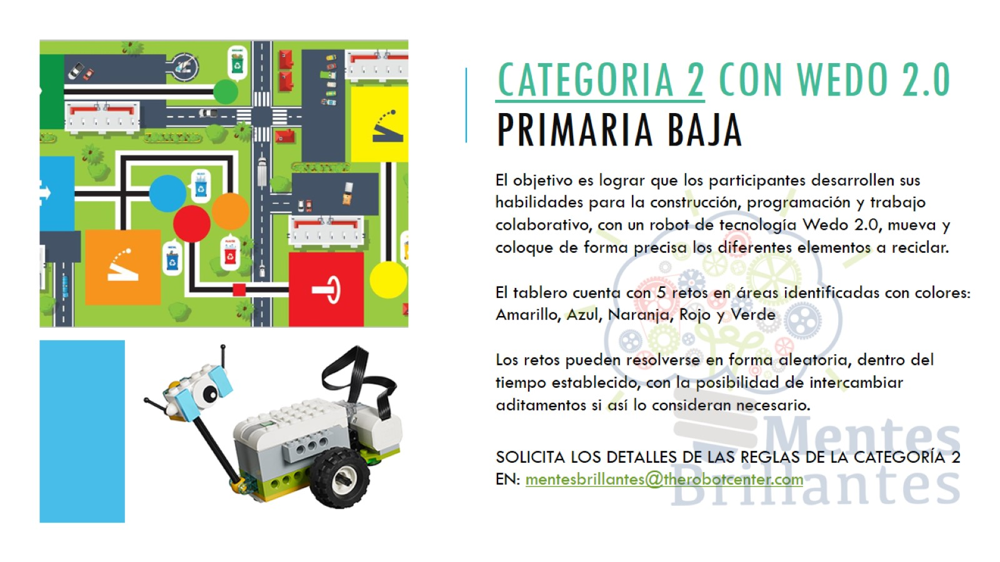 CATEGORIA 2 CON WEDO 2.0
PRIMARIA BAJA
El objetivo es lograr que los participantes desarrollen sus
habilidades para la construcción, programación y trabajo
colaborativo, con un robot de tecnología Wedo 2.0, mueva y
coloque de forma precisa los diferentes elementos a reciclar.
El tablero cuenta con 5 retos en áreas identificadas con colores:
Amarillo, Azul, Naranja, Rojo y Verde
Los retos pueden resolverse en forma aleatoria, dentro del
tiempo establecido, con la posibilidad de intercambiar
aditamentos si así lo consideran necesario.
SOLICITA LOS DETALLES DE LAS REGLAS DE LA CATEGORÍA 2
EN: mentesbrillantes@therobotcenter.com
Mentes
Brillantes